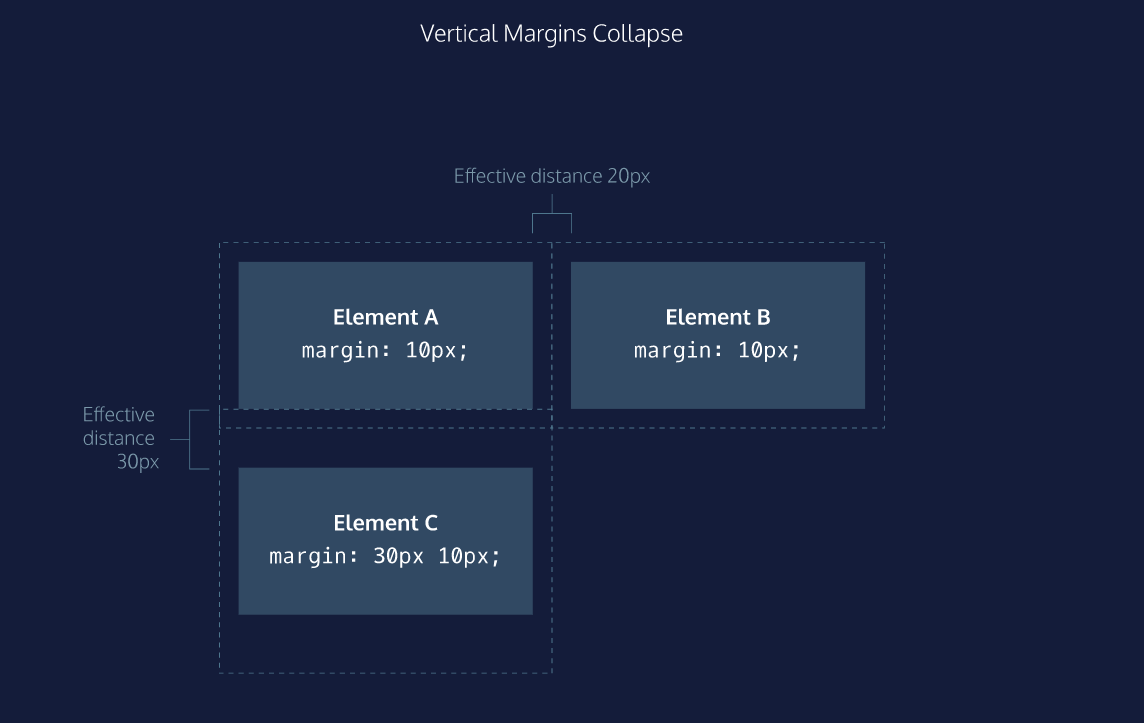 Vertical Margins Collapse
Effective distance 20px
Element A
margin: 10px;
Element B
margin: 10px;
Effective
distance
30px
Element C
margin: 30px 10px;